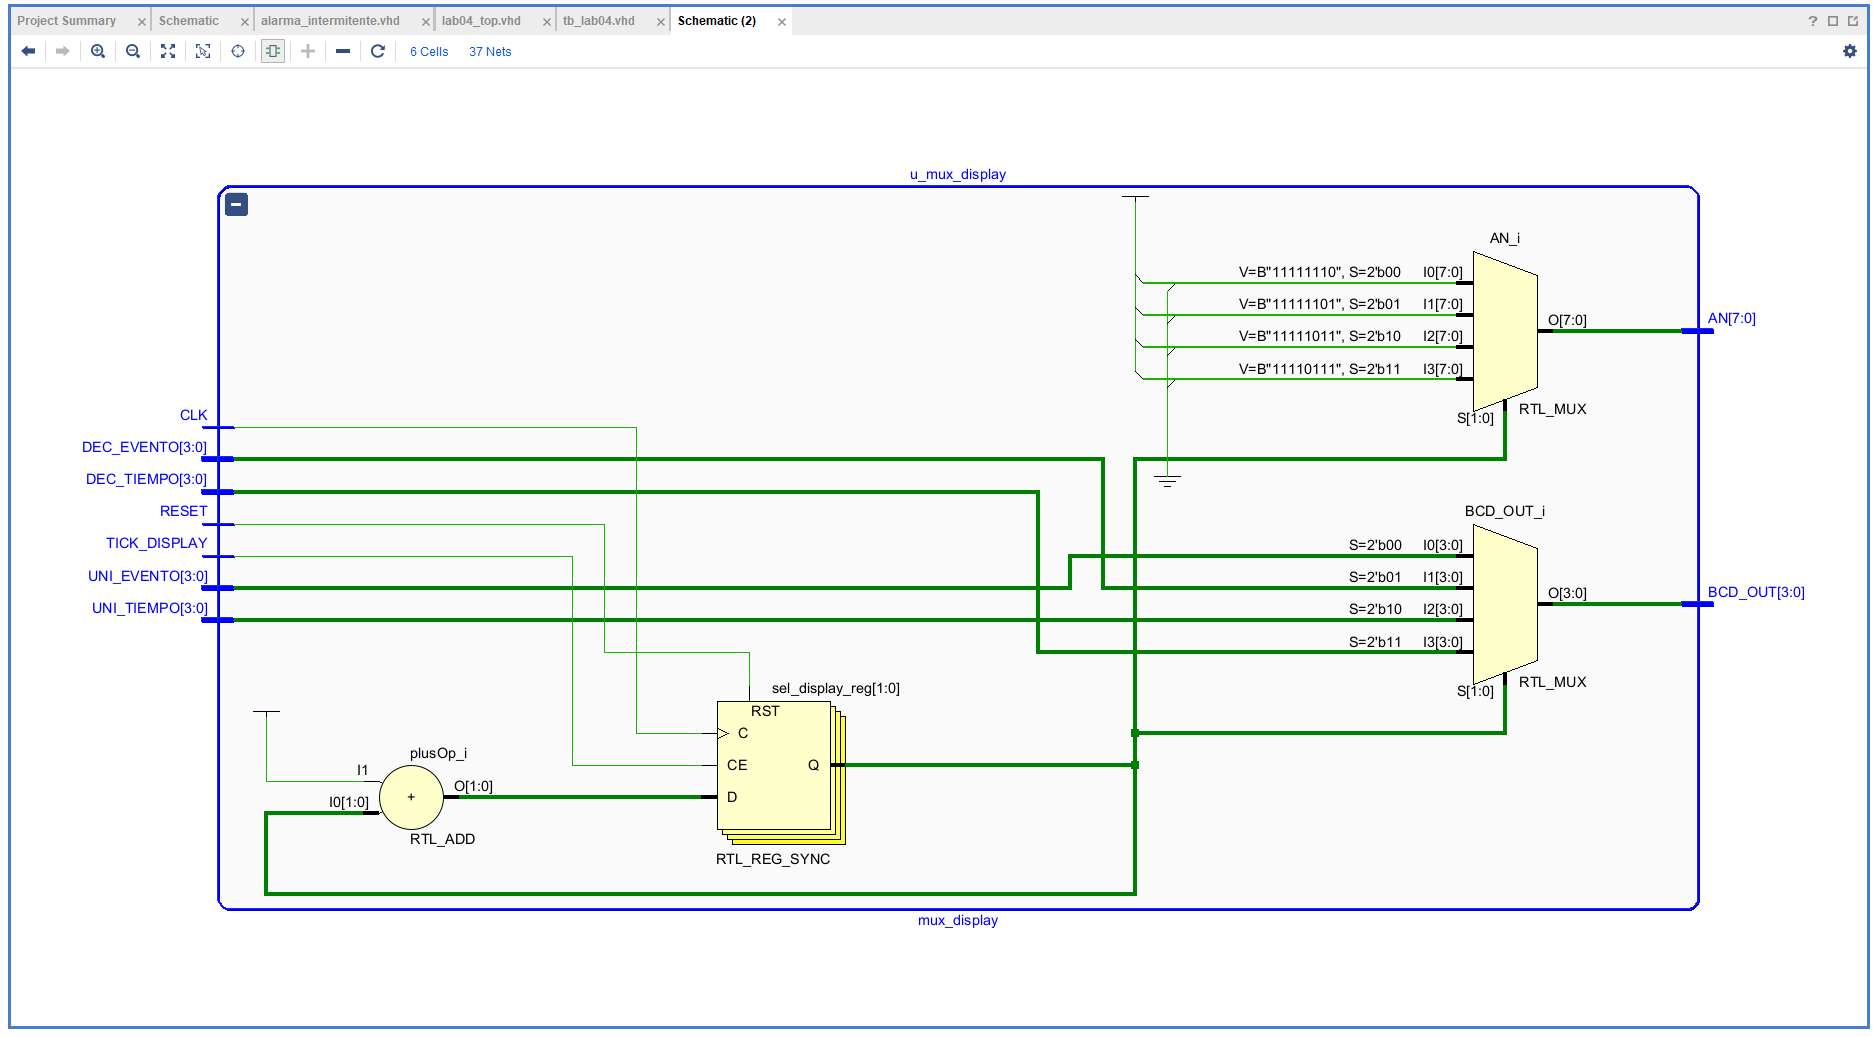 Project Summary × Schematic × alarma_intermitente.vhd × lab04_top.vhd × tb_lab04.vhd × Schematic (2) × ?
6 Cells 37 Nets
u_mux_display
AN_i
V=B"11111110", S=2'b00 I0[7:0]
V=B"11111101", S=2'b01 I1[7:0]
O[7:0] AN[7:0]
V=B"11111011", S=2'b10 I2[7:0]
V=B"11110111", S=2'b11 I3[7:0]
S[1:0] RTL_MUX
CLK
DEC_EVENTO[3:0]
DEC_TIEMPO[3:0]
RESET
TICK_DISPLAY
UNI_EVENTO[3:0]
UNI_TIEMPO[3:0]
BCD_OUT_i
S=2'b00 I0[3:0]
S=2'b01 I1[3:0]
O[3:0] BCD_OUT[3:0]
S=2'b10 I2[3:0]
S=2'b11 I3[3:0]
S[1:0] RTL_MUX
sel_display_reg[1:0]
RST
C
CE Q
D
RTL_REG_SYNC
plusOp_i
I1
I0[1:0]
+
O[1:0]
RTL_ADD
mux_display